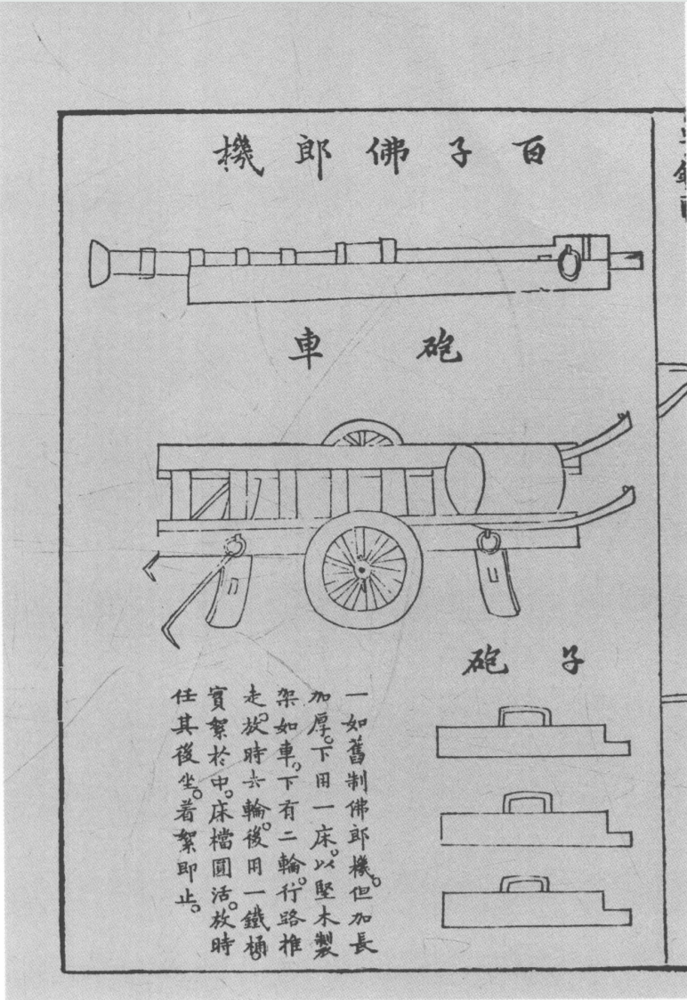 百子佛郎機
砲車
子砲
一如舊制佛郎機。但加長
加厚。下用一床。以堅木製
架如車。下有二輪。行路推
走。放時去輪。後用一鐵桶。
實絮於中。床檔圓活。放時
任其後坐。着絮即止。